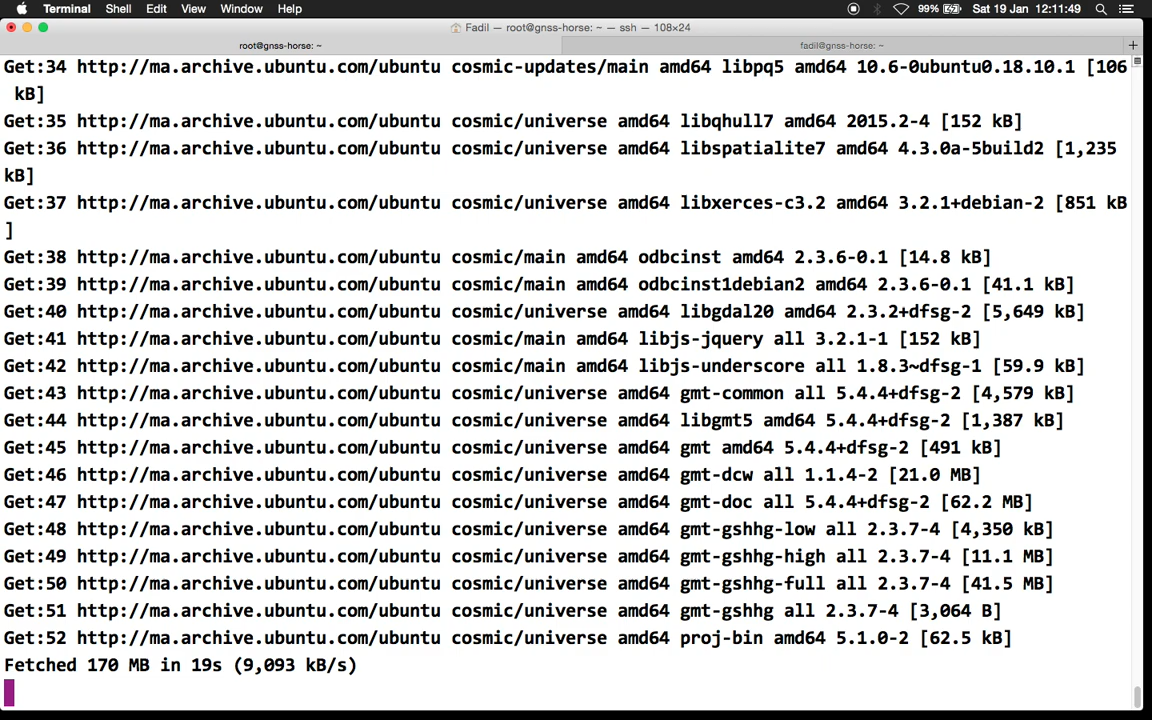 Terminal Shell Edit View Window Help 99% Sat 19 Jan 12:11:49
Fadil — root@gnss-horse: ~ — ssh — 108×24
root@gnss-horse: ~ fadil@gnss-horse: ~ +
Get:34 http://ma.archive.ubuntu.com/ubuntu cosmic-updates/main amd64 libpq5 amd64 10.6-0ubuntu0.18.10.1 [106
 kB]
Get:35 http://ma.archive.ubuntu.com/ubuntu cosmic/universe amd64 libqhull7 amd64 2015.2-4 [152 kB]
Get:36 http://ma.archive.ubuntu.com/ubuntu cosmic/universe amd64 libspatialite7 amd64 4.3.0a-5build2 [1,235
kB]
Get:37 http://ma.archive.ubuntu.com/ubuntu cosmic/universe amd64 libxerces-c3.2 amd64 3.2.1+debian-2 [851 kB
]
Get:38 http://ma.archive.ubuntu.com/ubuntu cosmic/main amd64 odbcinst amd64 2.3.6-0.1 [14.8 kB]
Get:39 http://ma.archive.ubuntu.com/ubuntu cosmic/main amd64 odbcinst1debian2 amd64 2.3.6-0.1 [41.1 kB]
Get:40 http://ma.archive.ubuntu.com/ubuntu cosmic/universe amd64 libgdal20 amd64 2.3.2+dfsg-2 [5,649 kB]
Get:41 http://ma.archive.ubuntu.com/ubuntu cosmic/main amd64 libjs-jquery all 3.2.1-1 [152 kB]
Get:42 http://ma.archive.ubuntu.com/ubuntu cosmic/main amd64 libjs-underscore all 1.8.3~dfsg-1 [59.9 kB]
Get:43 http://ma.archive.ubuntu.com/ubuntu cosmic/universe amd64 gmt-common all 5.4.4+dfsg-2 [4,579 kB]
Get:44 http://ma.archive.ubuntu.com/ubuntu cosmic/universe amd64 libgmt5 amd64 5.4.4+dfsg-2 [1,387 kB]
Get:45 http://ma.archive.ubuntu.com/ubuntu cosmic/universe amd64 gmt amd64 5.4.4+dfsg-2 [491 kB]
Get:46 http://ma.archive.ubuntu.com/ubuntu cosmic/universe amd64 gmt-dcw all 1.1.4-2 [21.0 MB]
Get:47 http://ma.archive.ubuntu.com/ubuntu cosmic/universe amd64 gmt-doc all 5.4.4+dfsg-2 [62.2 MB]
Get:48 http://ma.archive.ubuntu.com/ubuntu cosmic/universe amd64 gmt-gshhg-low all 2.3.7-4 [4,350 kB]
Get:49 http://ma.archive.ubuntu.com/ubuntu cosmic/universe amd64 gmt-gshhg-high all 2.3.7-4 [11.1 MB]
Get:50 http://ma.archive.ubuntu.com/ubuntu cosmic/universe amd64 gmt-gshhg-full all 2.3.7-4 [41.5 MB]
Get:51 http://ma.archive.ubuntu.com/ubuntu cosmic/universe amd64 gmt-gshhg all 2.3.7-4 [3,064 B]
Get:52 http://ma.archive.ubuntu.com/ubuntu cosmic/universe amd64 proj-bin amd64 5.1.0-2 [62.5 kB]
Fetched 170 MB in 19s (9,093 kB/s)